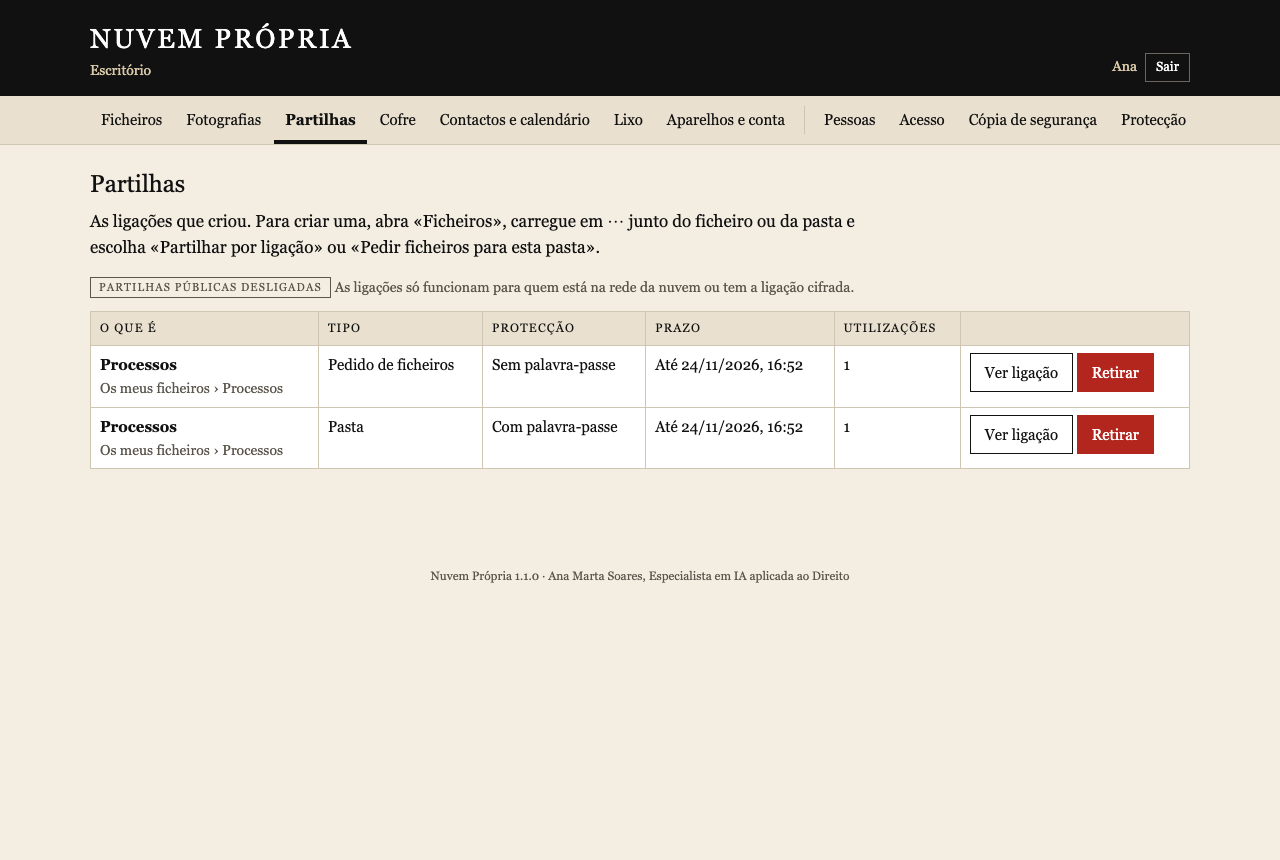 NUVEM PRÓPRIA
Escritório
Ana Sair
Ficheiros Fotografias Partilhas Cofre Contactos e calendário Lixo Aparelhos e conta Pessoas Acesso Cópia de segurança Protecção
Partilhas
As ligações que criou. Para criar uma, abra «Ficheiros», carregue em ··· junto do ficheiro ou da pasta e
escolha «Partilhar por ligação» ou «Pedir ficheiros para esta pasta».
PARTILHAS PÚBLICAS DESLIGADAS As ligações só funcionam para quem está na rede da nuvem ou tem a ligação cifrada.
O QUE É TIPO PROTECÇÃO PRAZO UTILIZAÇÕES
Processos Pedido de ficheiros Sem palavra-passe Até 24/11/2026, 16:52 1 Ver ligação Retirar
Os meus ficheiros › Processos
Processos Pasta Com palavra-passe Até 24/11/2026, 16:52 1 Ver ligação Retirar
Os meus ficheiros › Processos
Nuvem Própria 1.1.0 · Ana Marta Soares, Especialista em IA aplicada ao Direito